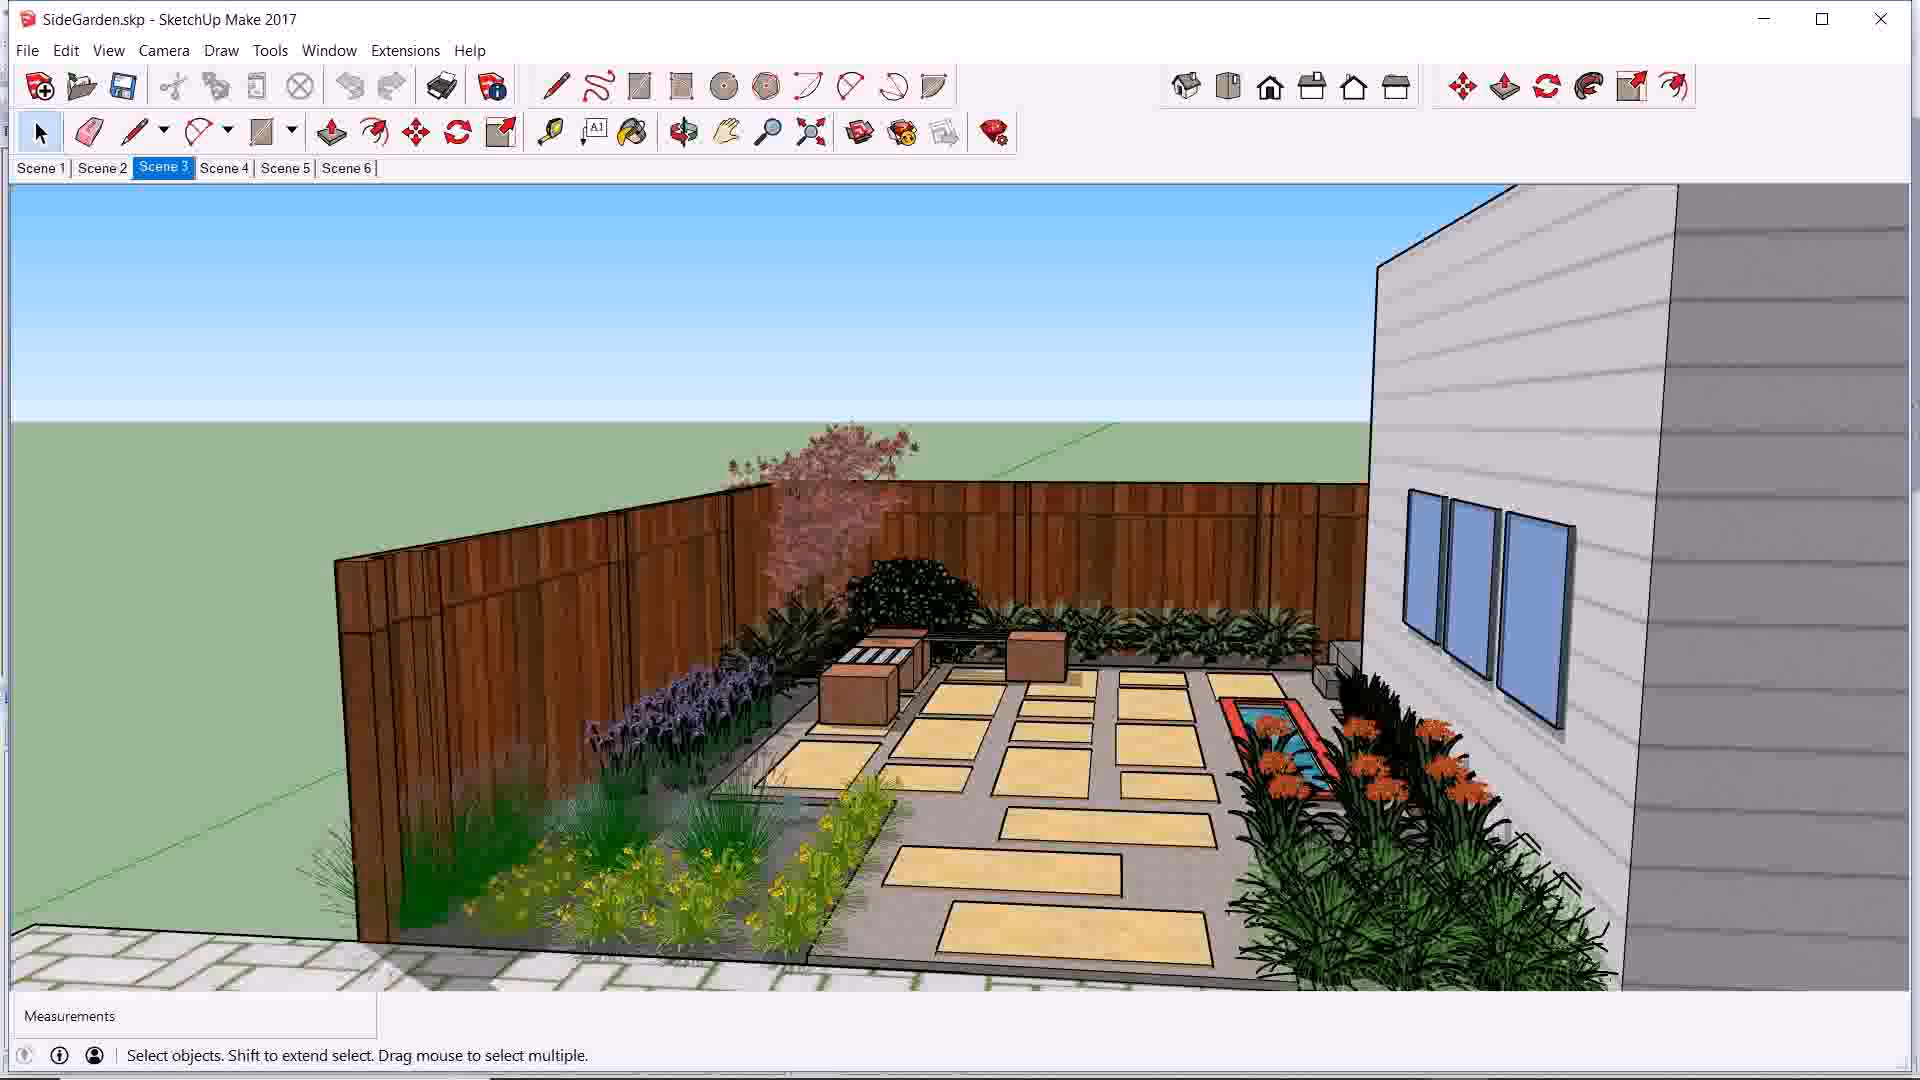 SideGarden.skp - SketchUp Make 2017
File Edit View Camera Draw Tools Window Extensions Help
A1
Scene 1 Scene 2 Scene 3 Scene 4 Scene 5 Scene 6
Measurements
Select objects. Shift to extend select. Drag mouse to select multiple.